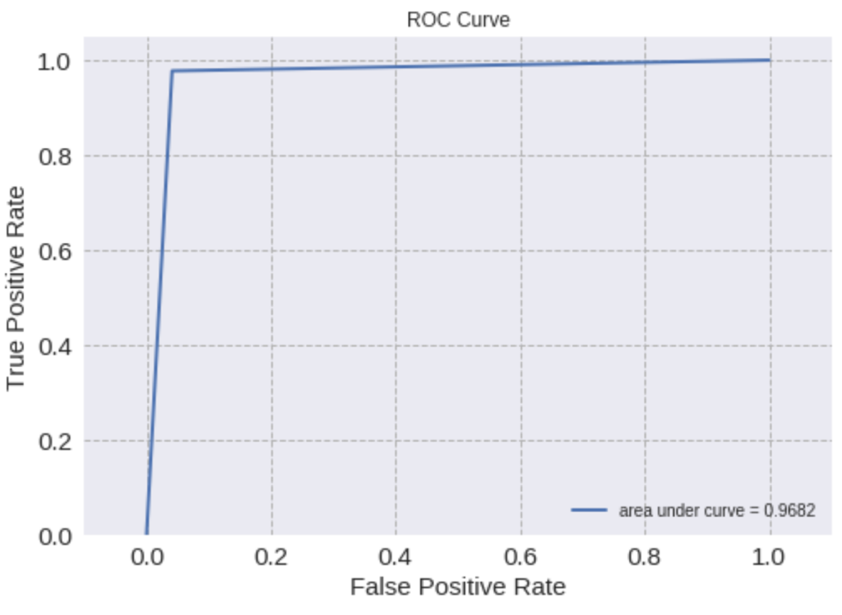 ROC Curve
True Positive Rate
1.0
0.8
0.6
0.4
0.2
0.0
area under curve = 0.9682
0.0 0.2 0.4 0.6 0.8 1.0
False Positive Rate